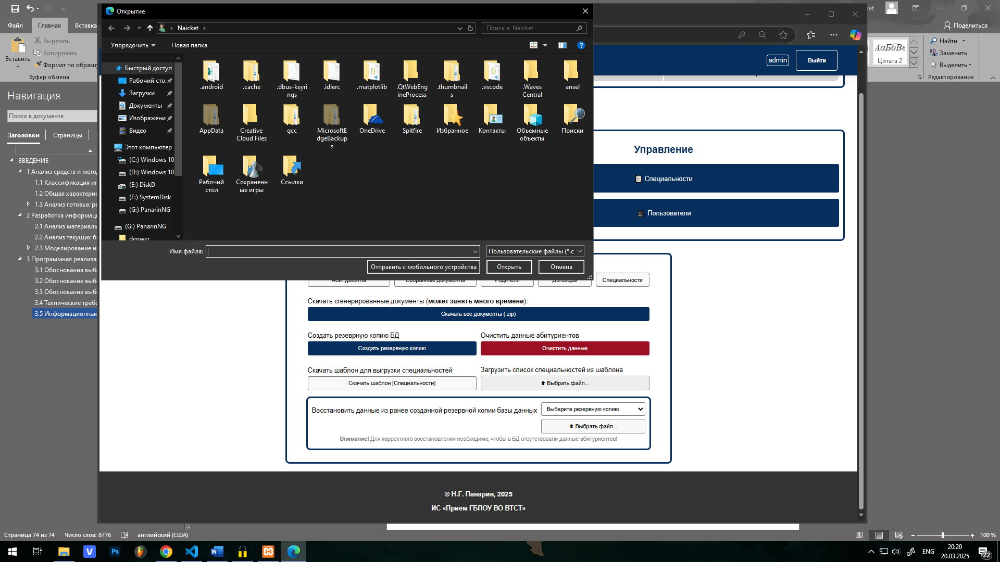 Файл
Главная
Вставка
Вставить
Вырезать
Копировать
Формат по образцу
Буфер обмена
Навигация
Поиск в документе
Заголовки
Страницы
ВВЕДЕНИЕ
1 Анализ средств и мето
1.1 Классификация ин
1.2 Общая характерис
1.3 Анализ готовых ре
2 Разработка информац
2.1 Анализ материаль
2.2 Анализ текущих б
2.3 Моделирование и
3 Программная реализа
3.1 Обоснования выб
3.2 Обоснование выб
3.3 Обоснование выб
3.4 Технические требо
3.5 Информационная
Открытие
Naicket
Поиск в: Naicket
Упорядочить
Новая папка
Быстрый доступ
Рабочий сто.
Загрузки
Документы
Изображени
Видео
Этот компьютер
(C:) Windows 10
(D:) Windows 10
(E:) DiskD
(F:) SystemDisk
(G:) PanarinNG
(G:) PanarinNG
denwer
.android
.cache
.dbus-keyrings
.idlerc
.matplotlib
.QtWebEngineProcess
.thumbnails
.vscode
.Waves Central
ansel
AppData
Creative Cloud Files
gcc
MicrosoftEdgeBackups
OneDrive
Spitfire
Избранное
Контакты
Объемные объекты
Поиски
Рабочий стол
Сохраненные игры
Ссылки
Имя файла:
Пользовательские файлы (*.c
Отправить с мобильного устройства
Открыть
Отмена
ket
Поделиться
АаБбВв
Цитата 2
Найти
Заменить
Выделить
Редактирование
admin
Выйти
Управление
Специальности
Пользователи
Абитуриенты
Собранные документы
Родители
Договоры
Специальности
Скачать сгенерированные документы (может занять много времени):
Скачать все документы (.zip)
Создать резеврную копию БД
Очистить данные абитуриентов
Создать резервную копию
Очистить данные
Скачать шаблон для выгрузки специальностей
Загрузить список специальностей из шаблона
Скачать шаблон [Специальности]
Выбрать файл...
Восстановить данные из ранее созданной резервной копии базы данных
Выберите резервную копию
Выбрать файл...
Внимание! Для корректного восстановления необходимо, чтобы в БД отсутствовали данные абитуриентов!
© Н.Г. Панарин, 2025
ИС «Приём ГБПОУ ВО ВТСТ»
Страница 74 из 74
Число слов: 8776
английский (США)
100 %
ENG
20:20
20.03.2025
22